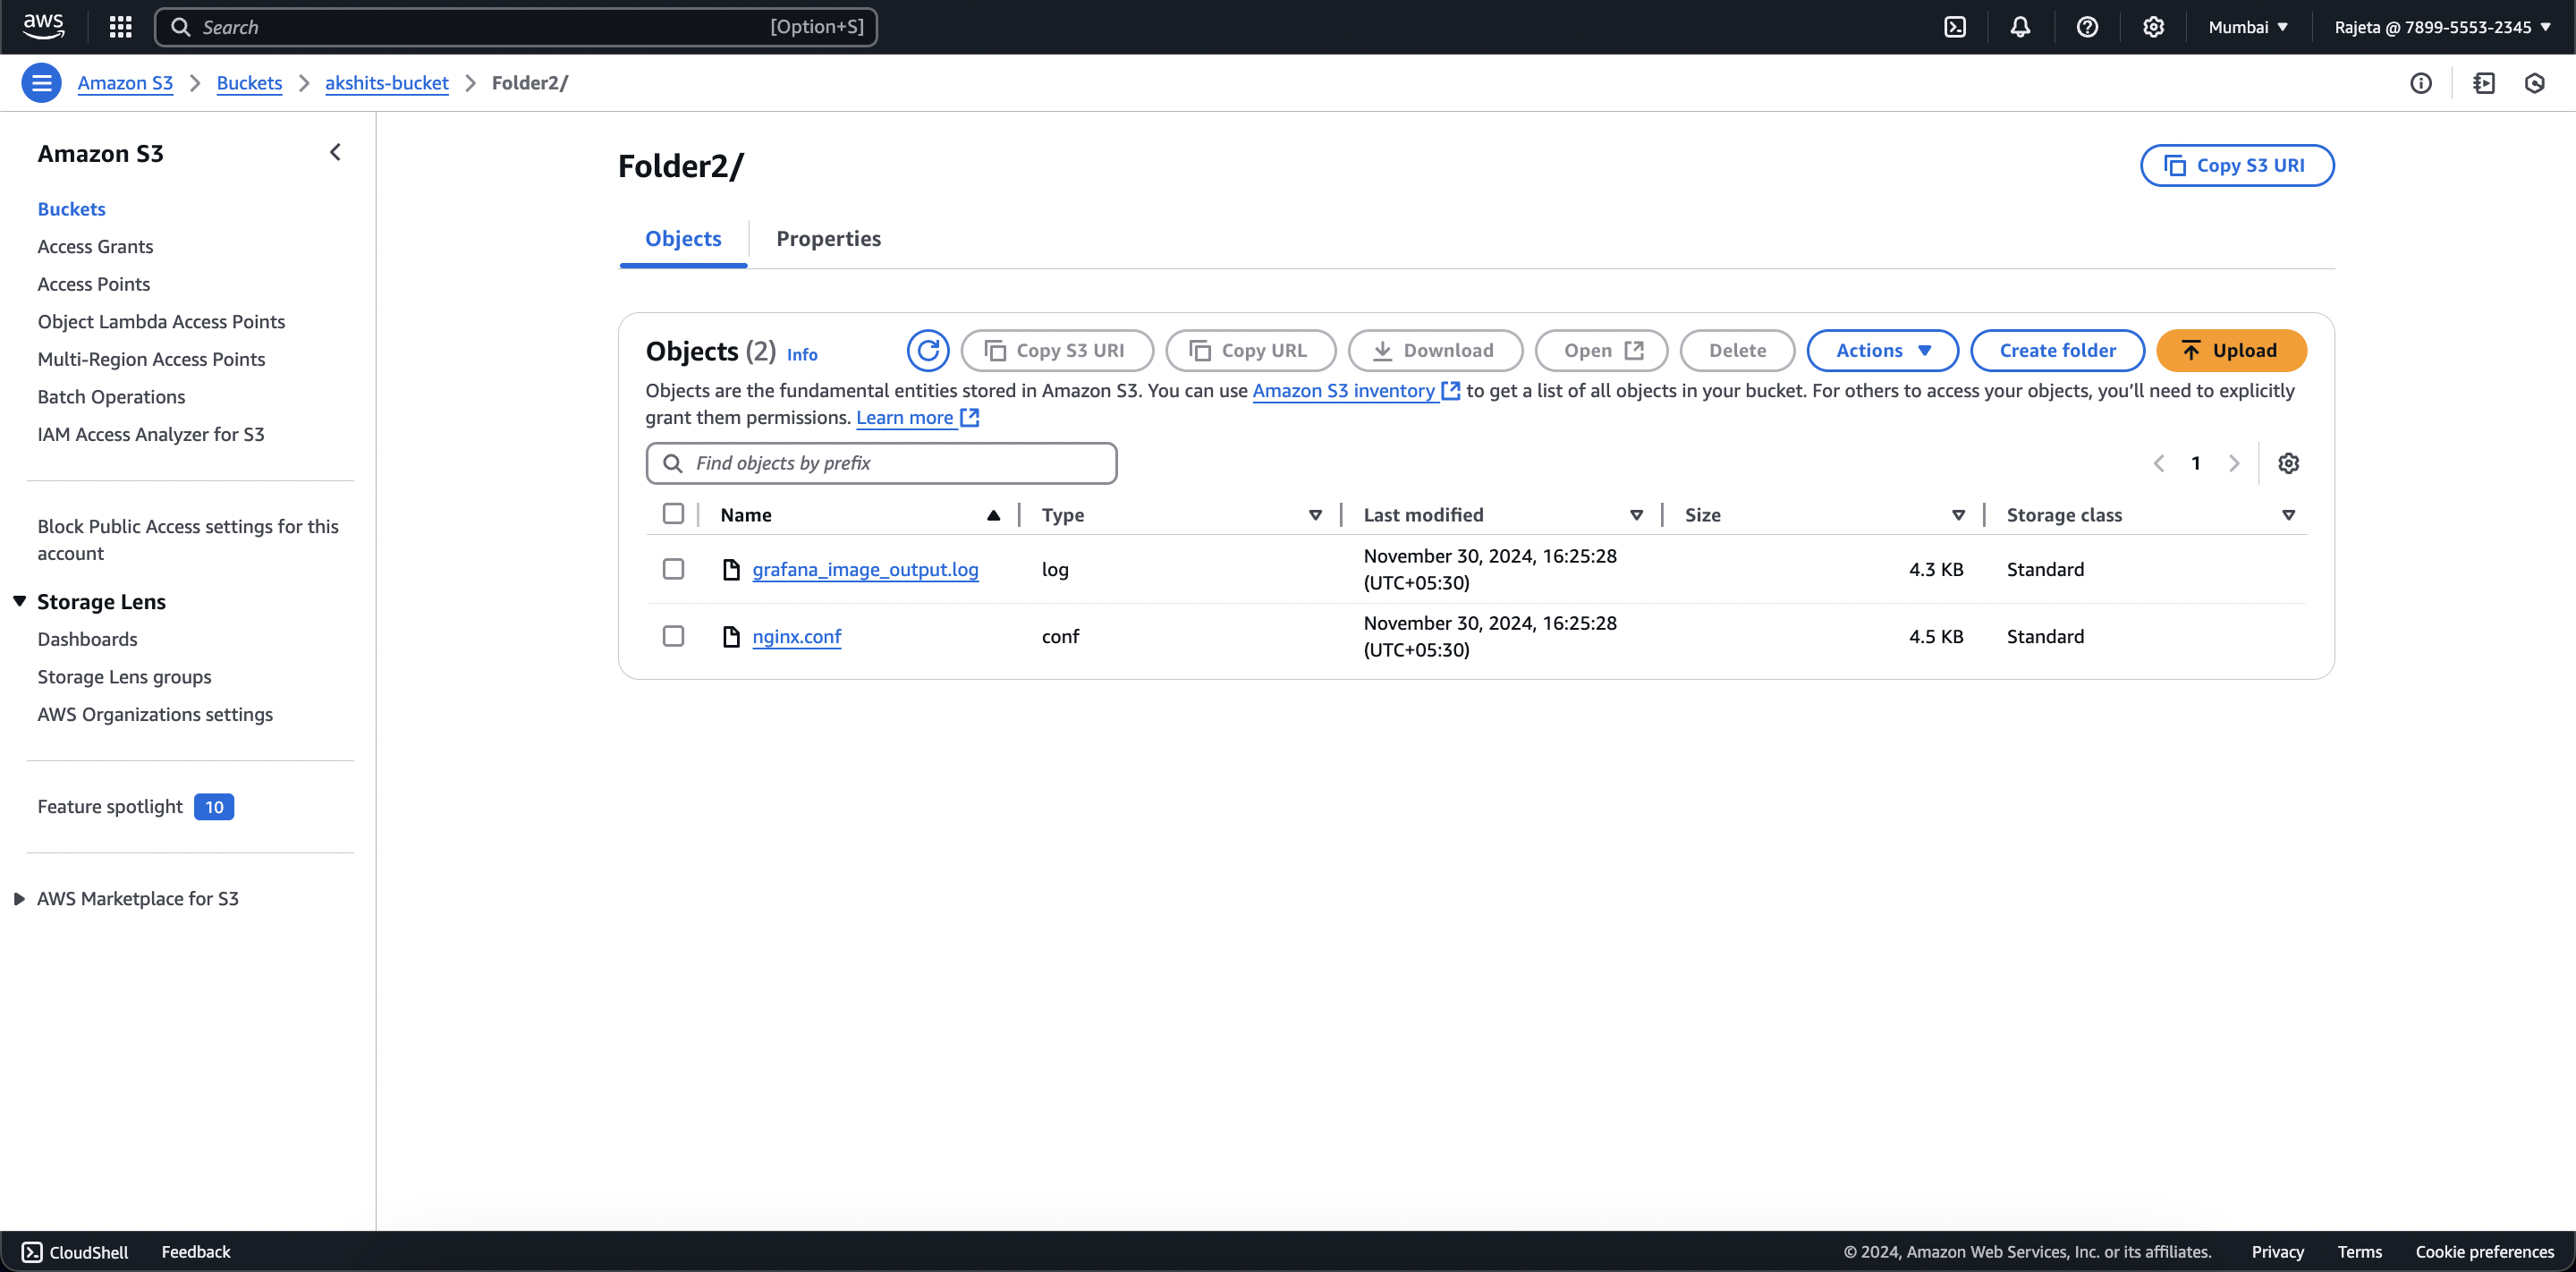 aws
Search [Option+S]
Mumbai
Rajeta @ 7899-5553-2345
Amazon S3 > Buckets > akshits-bucket > Folder2/
Amazon S3
Buckets
Access Grants
Access Points
Object Lambda Access Points
Multi-Region Access Points
Batch Operations
IAM Access Analyzer for S3
Block Public Access settings for this
account
Storage Lens
Dashboards
Storage Lens groups
AWS Organizations settings
Feature spotlight 10
AWS Marketplace for S3
Folder2/
Copy S3 URI
Objects Properties
Objects (2) Info
Copy S3 URI Copy URL Download Open Delete Actions Create folder Upload
Objects are the fundamental entities stored in Amazon S3. You can use Amazon S3 inventory to get a list of all objects in your bucket. For others to access your objects, you’ll need to explicitly
grant them permissions. Learn more
Find objects by prefix
1
Name Type Last modified Size Storage class
grafana_image_output.log log November 30, 2024, 16:25:28 4.3 KB Standard
(UTC+05:30)
nginx.conf conf November 30, 2024, 16:25:28 4.5 KB Standard
(UTC+05:30)
CloudShell Feedback © 2024, Amazon Web Services, Inc. or its affiliates. Privacy Terms Cookie preferences